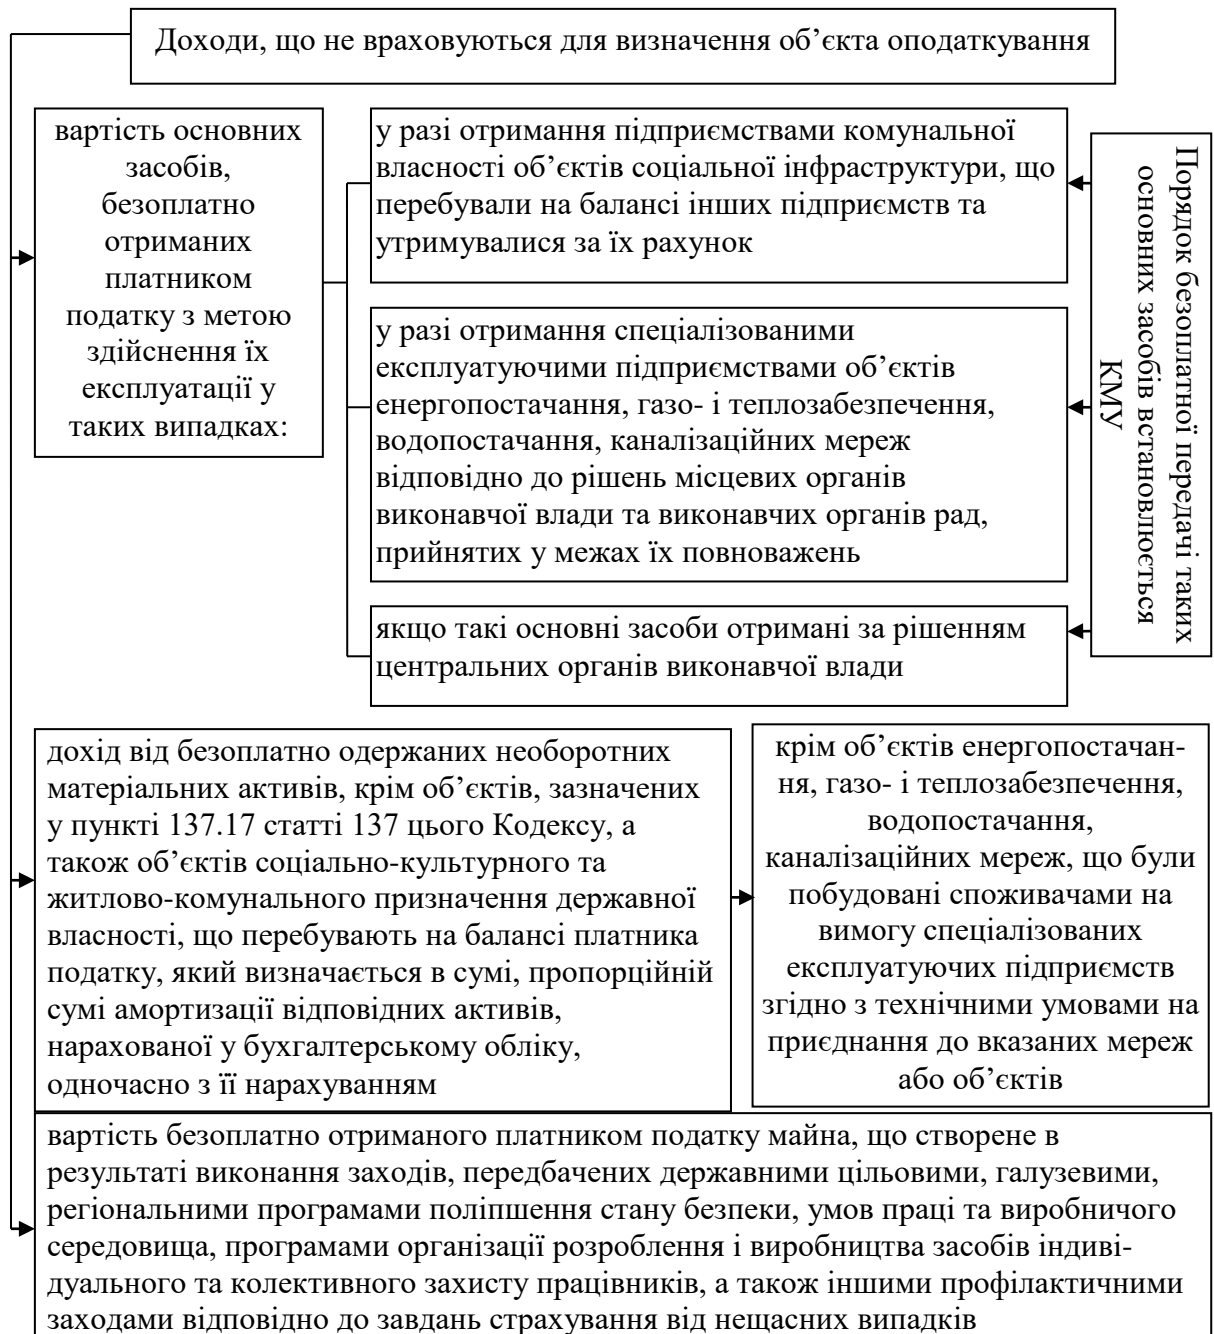 Доходи, що не враховуються для визначення об’єкта оподаткування
вартість основних
засобів,
безоплатно
отриманих
платником
податку з метою
здійснення їх
експлуатації у
таких випадках:
у разі отримання підприємствами комунальної
власності об’єктів соціальної інфраструктури, що
перебували на балансі інших підприємств та
утримувалися за їх рахунок
у разі отримання спеціалізованими
експлуатуючими підприємствами об’єктів
енергопостачання, газо- і теплозабезпечення,
водопостачання, каналізаційних мереж
відповідно до рішень місцевих органів
виконавчої влади та виконавчих органів рад,
прийнятих у межах їх повноважень
якщо такі основні засоби отримані за рішенням
центральних органів виконавчої влади
Порядок безоплатної передачі таких
основних засобів встановлюється
КМУ
дохід від безоплатно одержаних необоротних
матеріальних активів, крім об’єктів, зазначених
у пункті 137.17 статті 137 цього Кодексу, а
також об’єктів соціально-культурного та
житлово-комунального призначення державної
власності, що перебувають на балансі платника
податку, який визначається в сумі, пропорційній
сумі амортизації відповідних активів,
нарахованої у бухгалтерському обліку,
одночасно з її нарахуванням
крім об’єктів енергопостачан-
ня, газо- і теплозабезпечення,
водопостачання,
каналізаційних мереж, що були
побудовані споживачами на
вимогу спеціалізованих
експлуатуючих підприємств
згідно з технічними умовами на
приєднання до вказаних мереж
або об’єктів
вартість безоплатно отриманого платником податку майна, що створене в
результаті виконання заходів, передбачених державними цільовими, галузевими,
регіональними програмами поліпшення стану безпеки, умов праці та виробничого
середовища, програмами організації розроблення і виробництва засобів індиві-
дуального та колективного захисту працівників, а також іншими профілактичними
заходами відповідно до завдань страхування від нещасних випадків